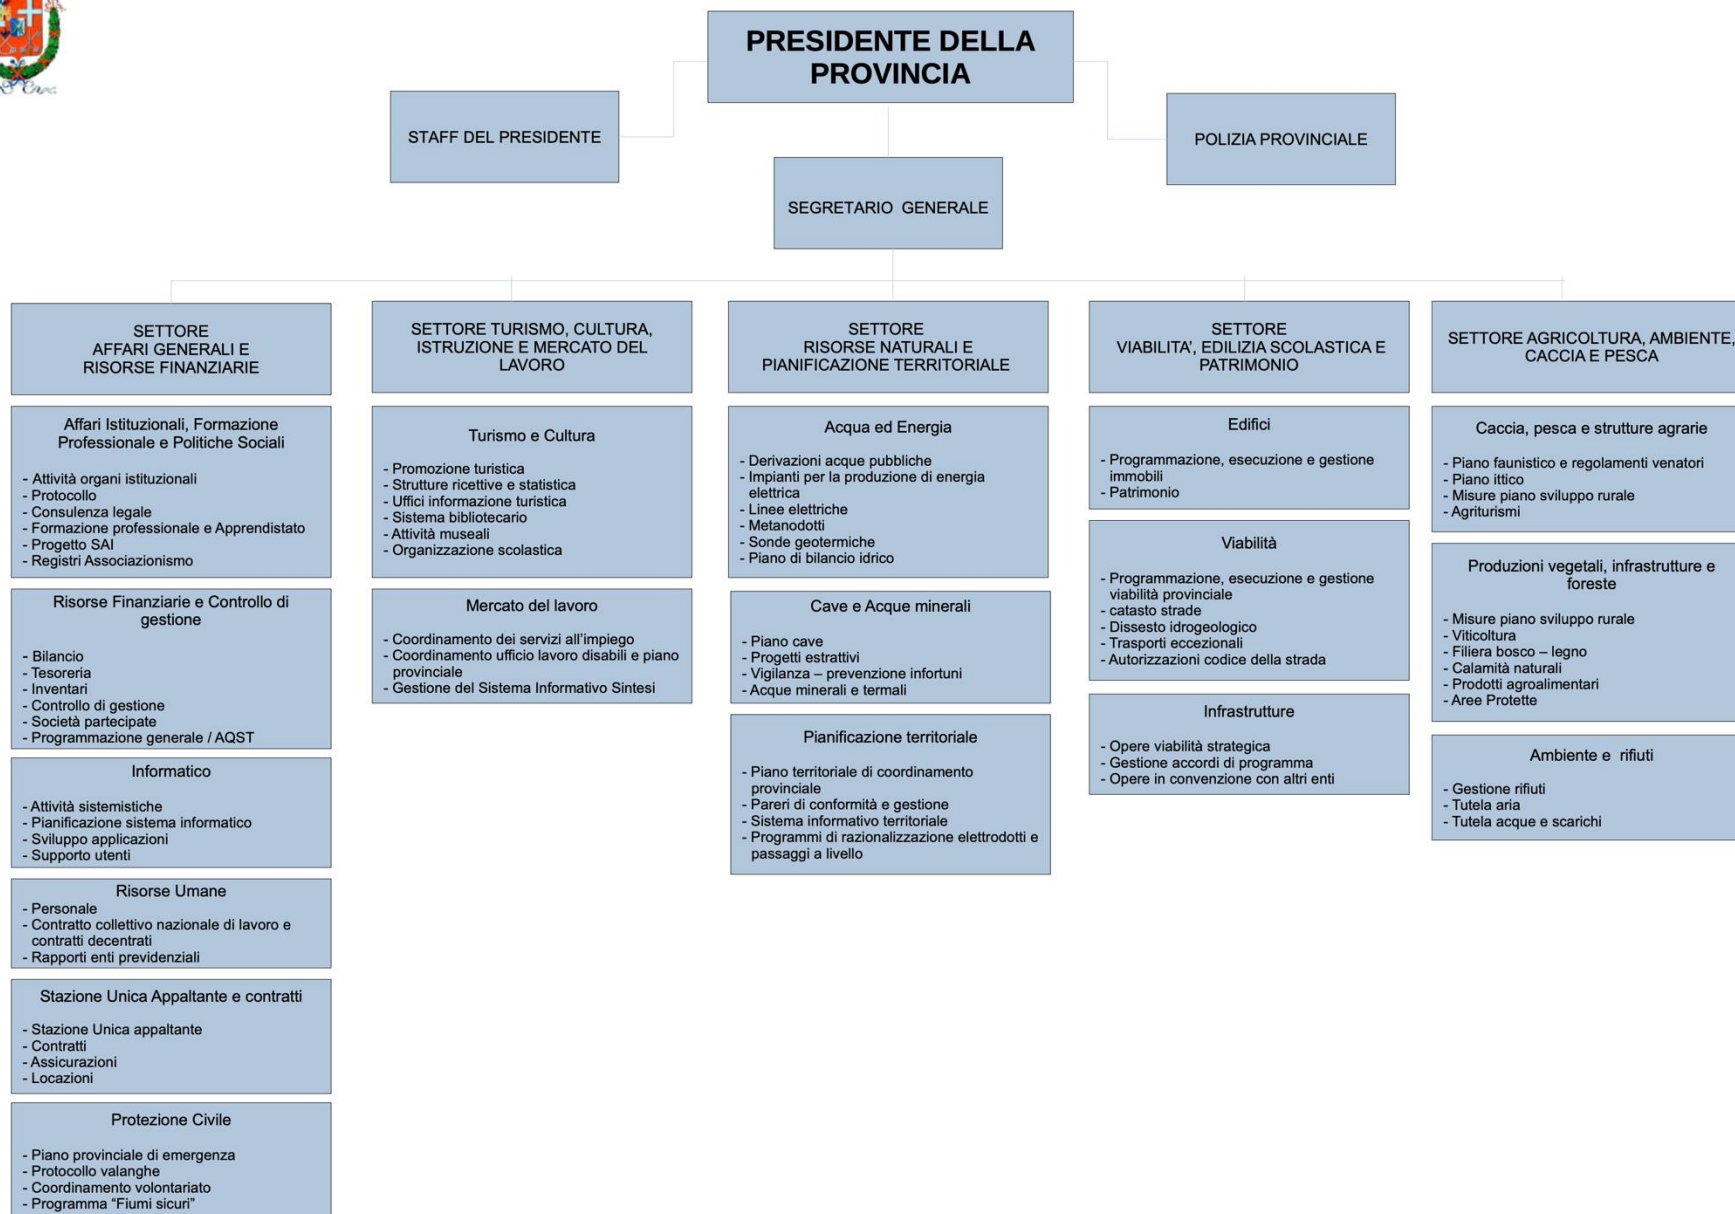 PRESIDENTE DELLA
PROVINCIA
STAFF DEL PRESIDENTE
POLIZIA PROVINCIALE
SEGRETARIO GENERALE
SETTORE
AFFARI GENERALI E
RISORSE FINANZIARIE
Affari Istituzionali, Formazione
Professionale e Politiche Sociali
- Attività organi istituzionali
- Protocollo
- Consulenza legale
- Formazione professionale e Apprendistato
- Progetto SAI
- Registri Associazionismo
Risorse Finanziarie e Controllo di
gestione
- Bilancio
- Tesoreria
- Inventari
- Controllo di gestione
- Società partecipate
- Programmazione generale / AQST
Informatico
- Attività sistemistiche
- Pianificazione sistema informatico
- Sviluppo applicazioni
- Supporto utenti
Risorse Umane
- Personale
- Contratto collettivo nazionale di lavoro e
contratti decentrati
- Rapporti enti previdenziali
Stazione Unica Appaltante e contratti
- Stazione Unica appaltante
- Contratti
- Assicurazioni
- Locazioni
Protezione Civile
- Piano provinciale di emergenza
- Protocollo valanghe
- Coordinamento volontariato
- Programma “Fiumi sicuri”
SETTORE TURISMO, CULTURA,
ISTRUZIONE E MERCATO DEL
LAVORO
Turismo e Cultura
- Promozione turistica
- Strutture ricettive e statistica
- Uffici informazione turistica
- Sistema bibliotecario
- Attività museali
- Organizzazione scolastica
Mercato del lavoro
- Coordinamento dei servizi all’impiego
- Coordinamento ufficio lavoro disabili e piano
provinciale
- Gestione del Sistema Informativo Sintesi
SETTORE
RISORSE NATURALI E
PIANIFICAZIONE TERRITORIALE
Acqua ed Energia
- Derivazioni acque pubbliche
- Impianti per la produzione di energia
elettrica
- Linee elettriche
- Metanodotti
- Sonde geotermiche
- Piano di bilancio idrico
Cave e Acque minerali
- Piano cave
- Progetti estrattivi
- Vigilanza – prevenzione infortuni
- Acque minerali e termali
Pianificazione territoriale
- Piano territoriale di coordinamento
provinciale
- Pareri di conformità e gestione
- Sistema informativo territoriale
- Programmi di razionalizzazione elettrodotti e
passaggi a livello
SETTORE
VIABILITA’, EDILIZIA SCOLASTICA E
PATRIMONIO
Edifici
- Programmazione, esecuzione e gestione
immobili
- Patrimonio
Viabilità
- Programmazione, esecuzione e gestione
viabilità provinciale
- catasto strade
- Dissesto idrogeologico
- Trasporti eccezionali
- Autorizzazioni codice della strada
Infrastrutture
- Opere viabilità strategica
- Gestione accordi di programma
- Opere in convenzione con altri enti
SETTORE AGRICOLTURA, AMBIENTE,
CACCIA E PESCA
Caccia, pesca e strutture agrarie
- Piano faunistico e regolamenti venatori
- Piano ittico
- Misure piano sviluppo rurale
- Agriturismi
Produzioni vegetali, infrastrutture e
foreste
- Misure piano sviluppo rurale
- Viticoltura
- Filiera bosco – legno
- Calamità naturali
- Prodotti agroalimentari
- Aree Protette
Ambiente e rifiuti
- Gestione rifiuti
- Tutela aria
- Tutela acque e scarichi